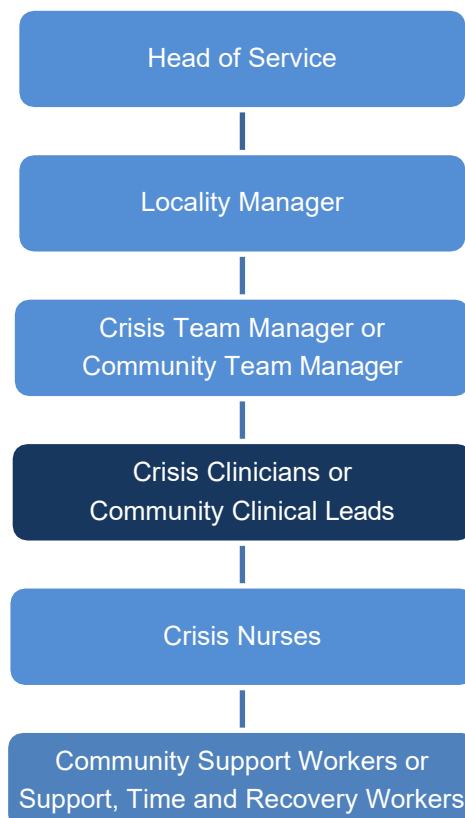 Head of Service
Locality Manager
Crisis Team Manager or
Community Team Manager
Crisis Clinicians or
Community Clinical Leads
Crisis Nurses
Community Support Workers or
Support, Time and Recovery Workers